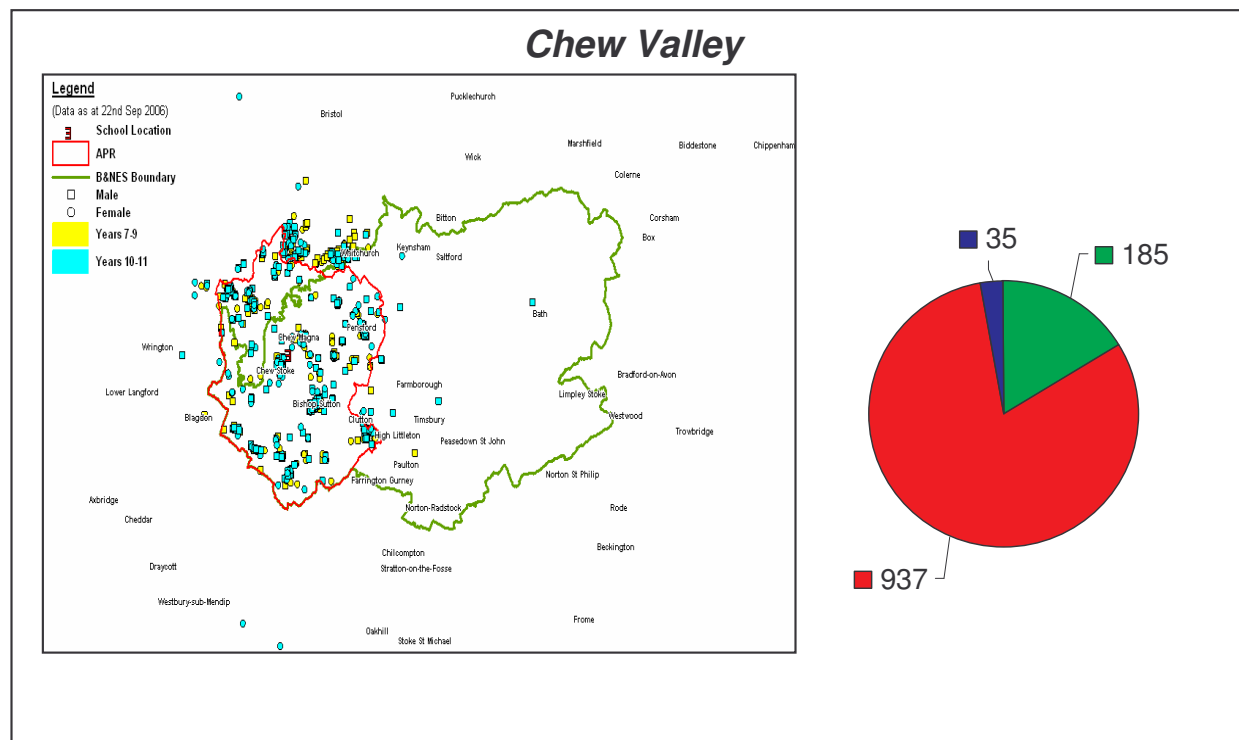 Chew Valley
Legend
(Data as at 22nd Sep 2006)
School Location
APR
B&NES Boundary
Male
Female
Years 7-9
Years 10-11
Pucklechurch
Bristol
Marshfield
Biddestone
Chippenham
Wick
Colerne
Bitton
Corsham
Box
Keynsham
Whitchurch
Saltford
Bath
Pensford
Chew Magna
Wrington
Chew Stoke
Bradford-on-Avon
Farmborough
Lower Langford
Limpley Stoke
Bishop Sutton
Blagdon
Clutton
Timsbury
Westwood
Trowbridge
High Littleton
Peasedown St John
Paulton
Norton St Philip
Farrington Gurney
Axbridge
Norton-Radstock
Rode
Cheddar
Beckington
Chilcompton
Draycott
Stratton-on-the-Fosse
Westbury-sub-Mendip
Frome
Oakhill
Stoke St Michael
35
185
937